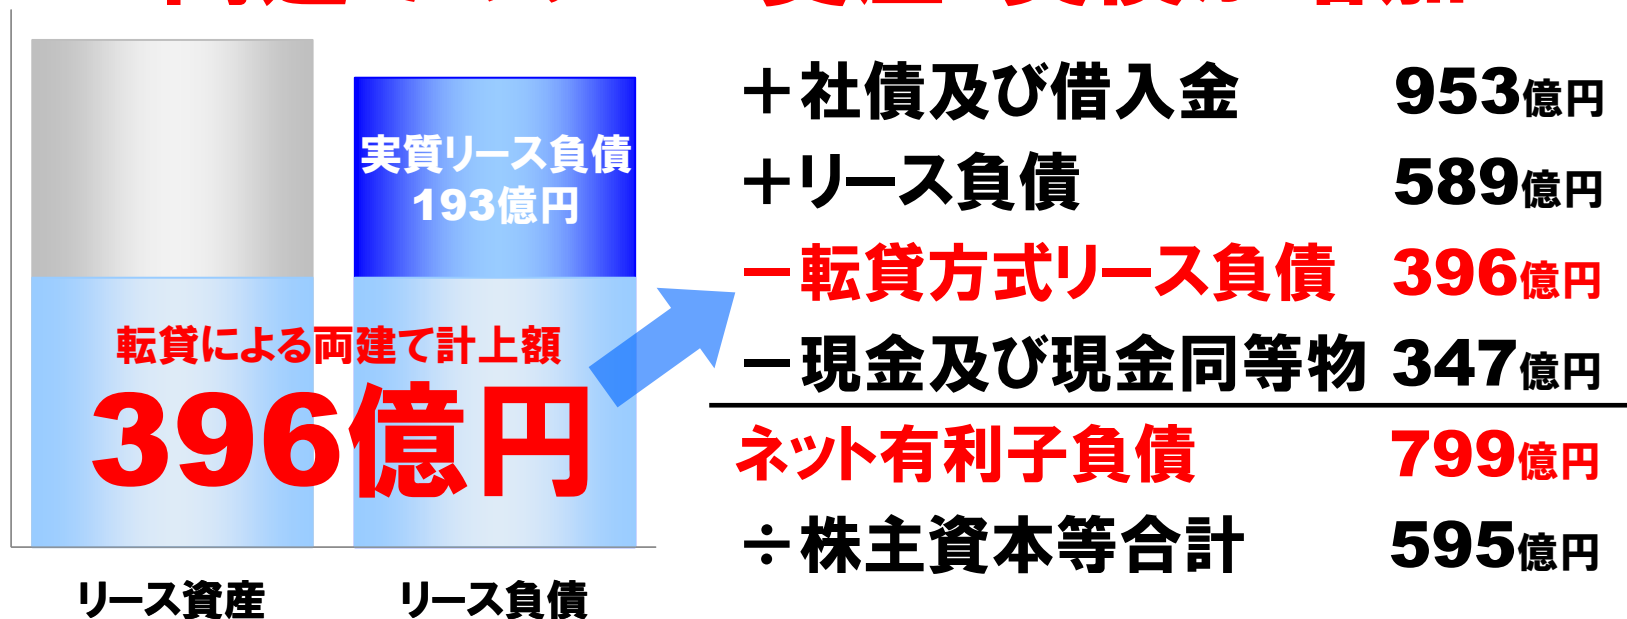 実質リース負債
193億円
転貸による両建て計上額
396億円
リース資産
リース負債
＋社債及び借入金 953億円
＋リース負債 589億円
－転貸方式リース負債 396億円
－現金及び現金同等物 347億円
ネット有利子負債 799億円
÷株主資本等合計 595億円